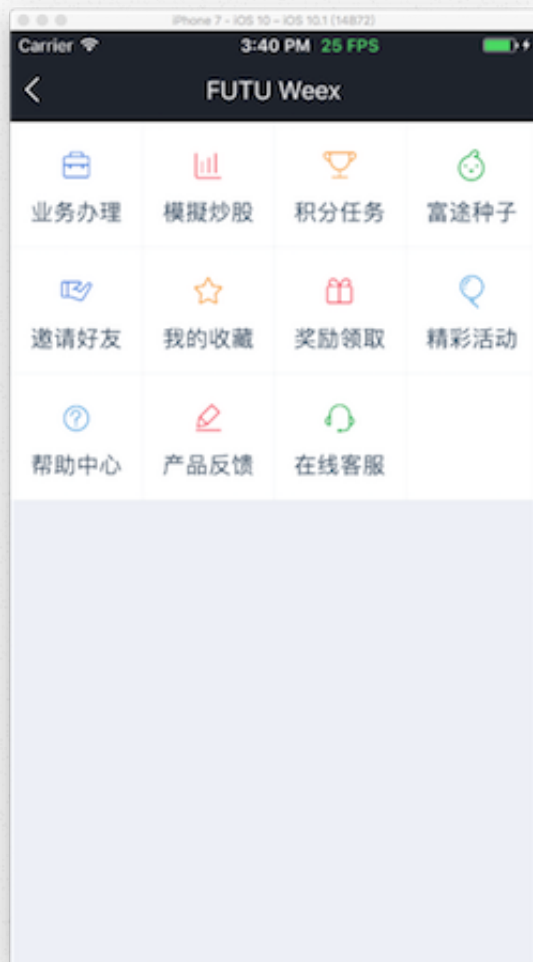 iPhone 7 - iOS 10 - iOS 10.1 (14B72)
Carrier 3:40 PM 25 FPS
FUTU Weex
业务办理 模擬炒股 积分任务 富途种子
邀请好友 我的收藏 奖励领取 精彩活动
帮助中心 产品反馈 在线客服